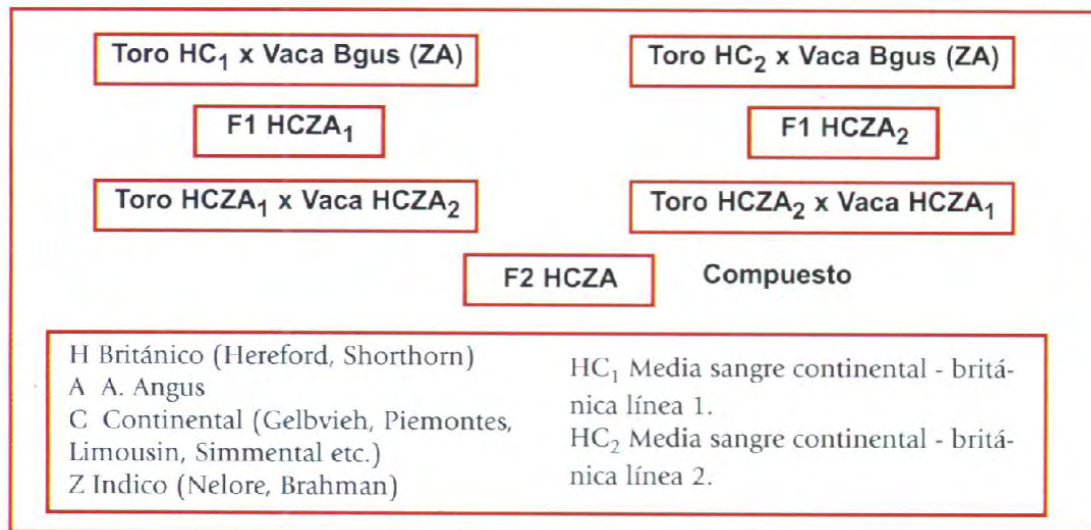 Toro HC₁ x Vaca Bgus (ZA)
Toro HC₂ x Vaca Bgus (ZA)
F1 HCZA₁
F1 HCZA₂
Toro HCZA₁ x Vaca HCZA₂
Toro HCZA₂ x Vaca HCZA₁
F2 HCZA
Compuesto
H Británico (Hereford, Shorthorn)
A A. Angus
C Continental (Gelbvieh, Piemontes,
Limousin, Simmental etc.)
Z Indico (Nelore, Brahman)
HC₁ Media sangre continental - britá-
nica línea 1.
HC₂ Media sangre continental - britá-
nica línea 2.